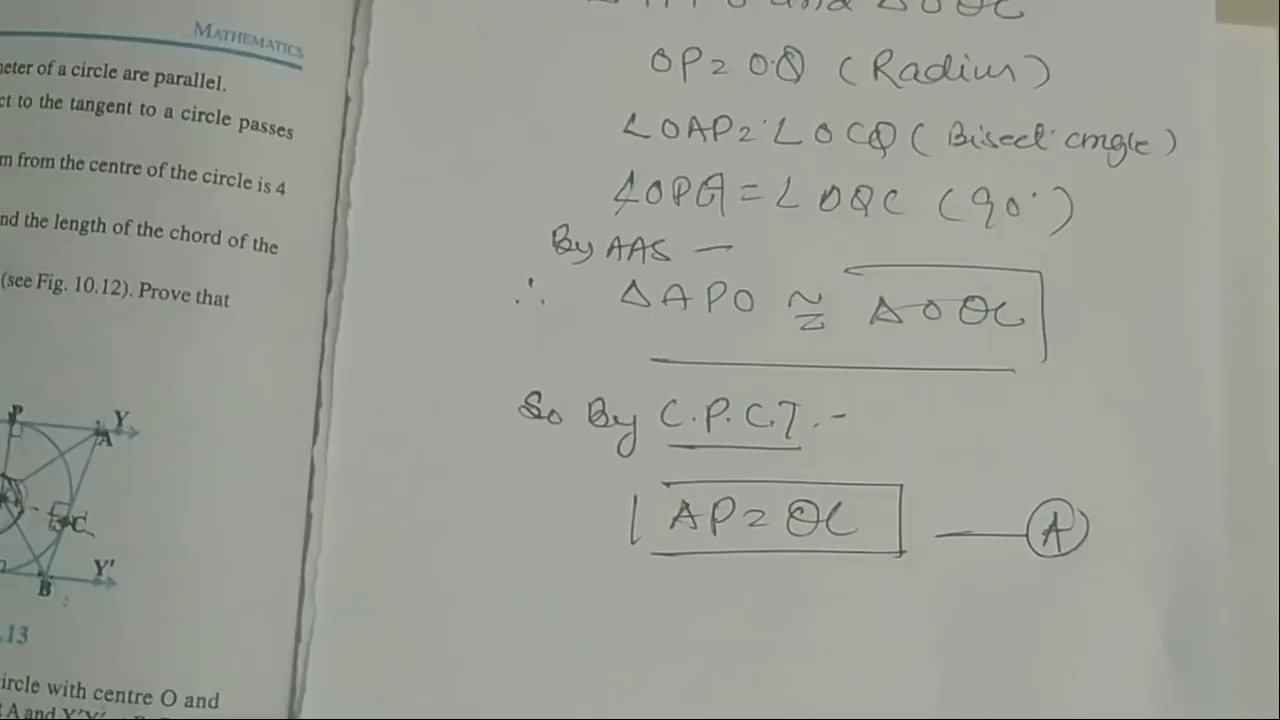 MATHEMATICS
eter of a circle are parallel.
ct to the tangent to a circle passes
m from the centre of the circle is 4
nd the length of the chord of the
(see Fig. 10.12). Prove that
P Y
A
C
Y'
B
.13
ircle with centre O and
OP = OQ (Radius)
∠OAP = ∠OCQ (Bisect angle)
∠OPA = ∠OQC (90°)
By AAS —
∴ ΔAPO ≅ ΔOQC
So By C.P.C.T. -
AP = QC — A